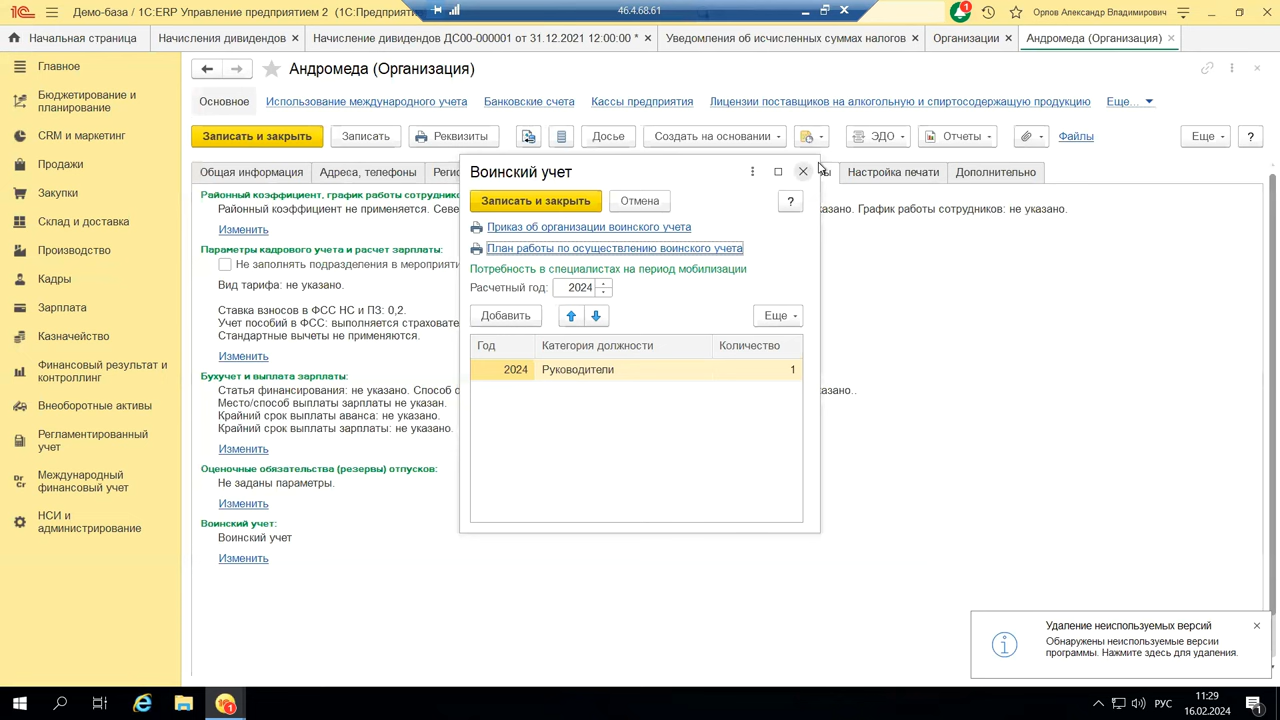 Демо-база / 1С:ERP Управление предприятием 2 (1С:Предприятие
46.4.68.61
1
Орлов Александр Владимирович
Начальная страница
Начисления дивидендов
Начисление дивидендов ДС00-000001 от 31.12.2021 12:00:00 *
Уведомления об исчисленных суммах налогов
Организации
Андромеда (Организация)
Главное
Бюджетирование и
планирование
CRM и маркетинг
Продажи
Закупки
Склад и доставка
Производство
Кадры
Зарплата
Казначейство
Финансовый результат и
контроллинг
Внеоборотные активы
Регламентированный
учет
Международный
финансовый учет
НСИ и
администрирование
Андромеда (Организация)
Основное
Использование международного учета
Банковские счета
Кассы предприятия
Лицензии поставщиков на алкогольную и спиртосодержащую продукцию
Еще...
Записать и закрыть
Записать
Реквизиты
Досье
Создать на основании
ЭДО
Отчеты
Файлы
Еще
?
Общая информация
Адреса, телефоны
Реги
ы
Настройка печати
Дополнительно
Районный коэффициент, график работы сотруднико
Районный коэффициент не применяется. Севе
казано. График работы сотрудников: не указано.
Изменить
Параметры кадрового учета и расчет зарплаты:
Не заполнять подразделения в мероприяти
Вид тарифа: не указано.
Ставка взносов в ФСС НС и ПЗ: 0,2.
Учет пособий в ФСС: выполняется страховате
Стандартные вычеты не применяются.
Изменить
Бухучет и выплата зарплаты:
Статья финансирования: не указано. Способ о
казано..
Место/способ выплаты зарплаты не указан.
Крайний срок выплаты аванса: не указано.
Крайний срок выплаты зарплаты: не указано.
Изменить
Оценочные обязательства (резервы) отпусков:
Не заданы параметры.
Изменить
Воинский учет:
Воинский учет
Изменить
Воинский учет
Записать и закрыть
Отмена
?
Приказ об организации воинского учета
План работы по осуществлению воинского учета
Потребность в специалистах на период мобилизации
Расчетный год: 2024
Добавить
Еще
Год Категория должности Количество
2024 Руководители 1
Удаление неиспользуемых версий
Обнаружены неиспользуемые версии
программы. Нажмите здесь для удаления.
РУС
11:29
16.02.2024